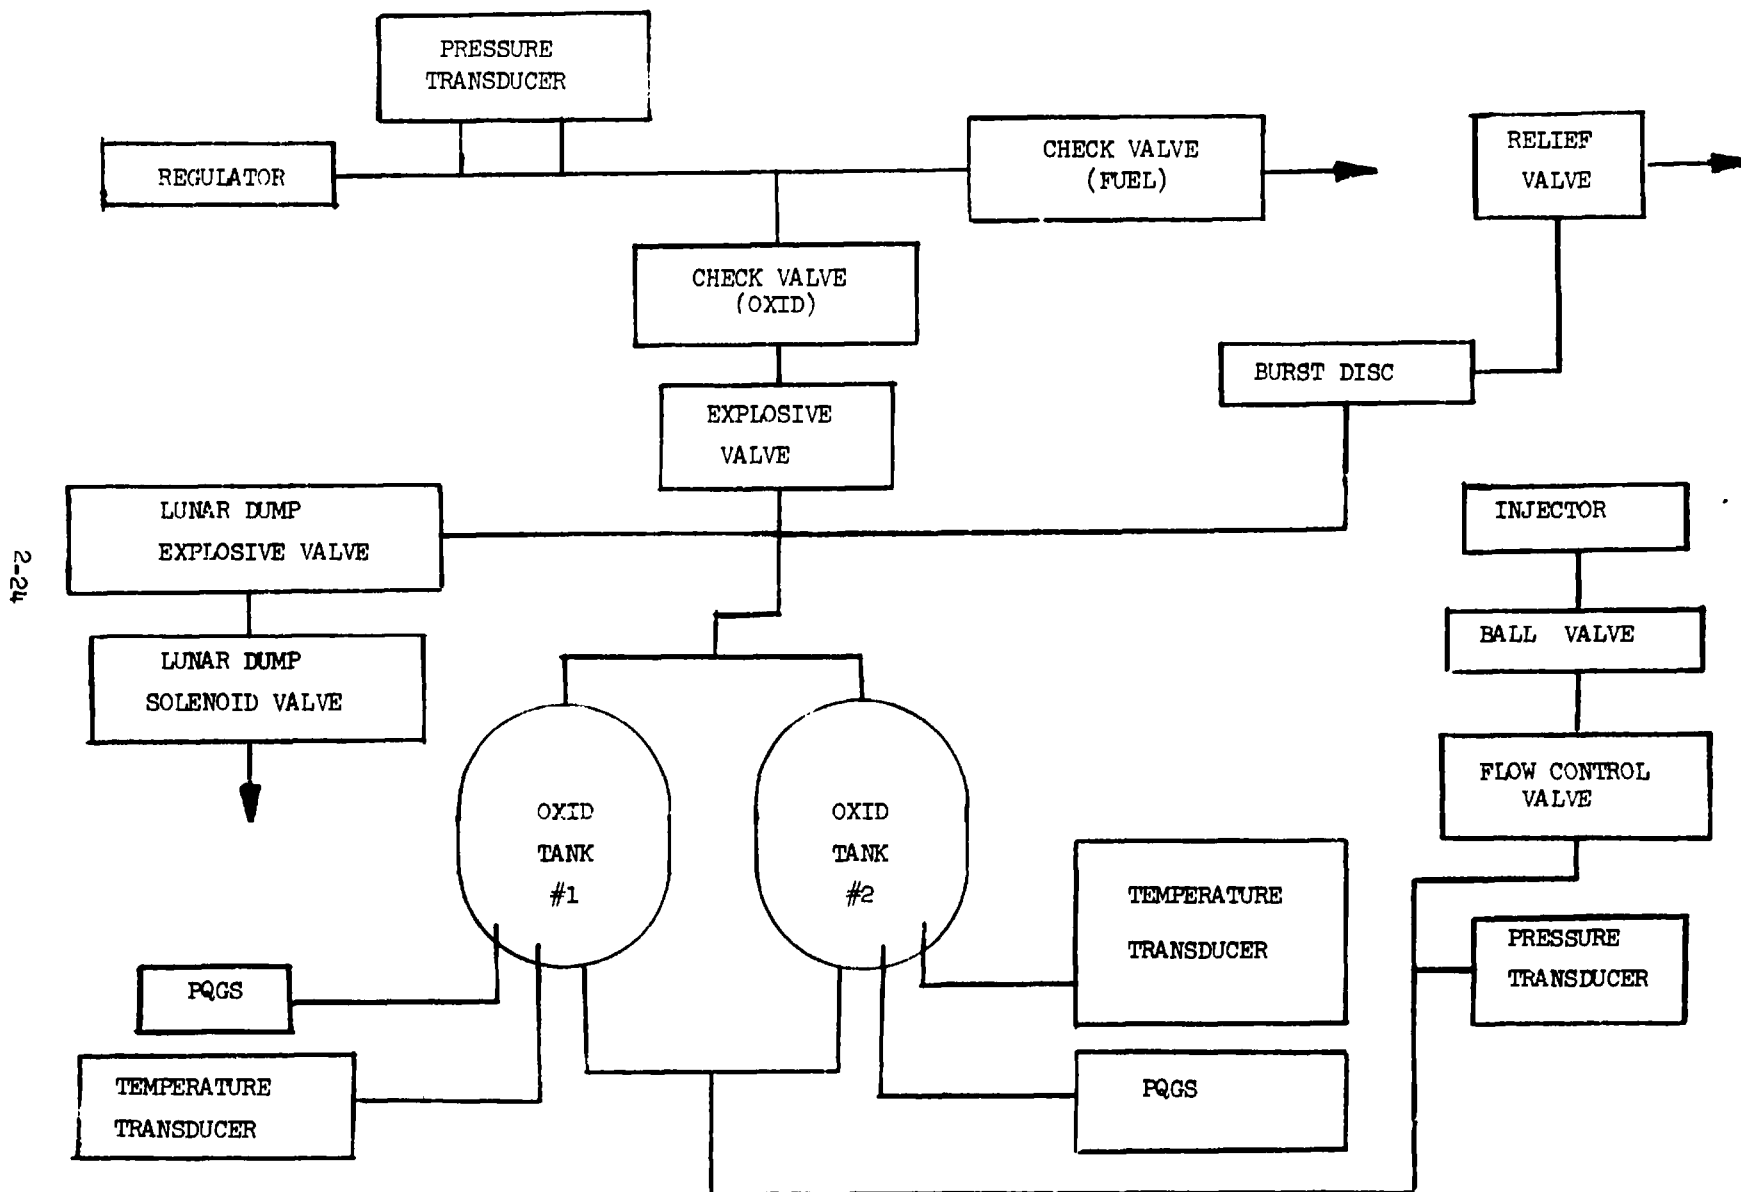 PRESSURE
TRANSDUCER
REGULATOR
CHECK VALVE
(FUEL)
RELIEF
VALVE
CHECK VALVE
(OXID)
BURST DISC
EXPLOSIVE
VALVE
LUNAR DUMP
EXPLOSIVE VALVE
INJECTOR
2-24
LUNAR DUMP
SOLENOID VALVE
BALL VALVE
FLOW CONTROL
VALVE
OXID
TANK
#1
OXID
TANK
#2
TEMPERATURE
TRANSDUCER
PRESSURE
TRANSDUCER
PQGS
TEMPERATURE
TRANSDUCER
PQGS